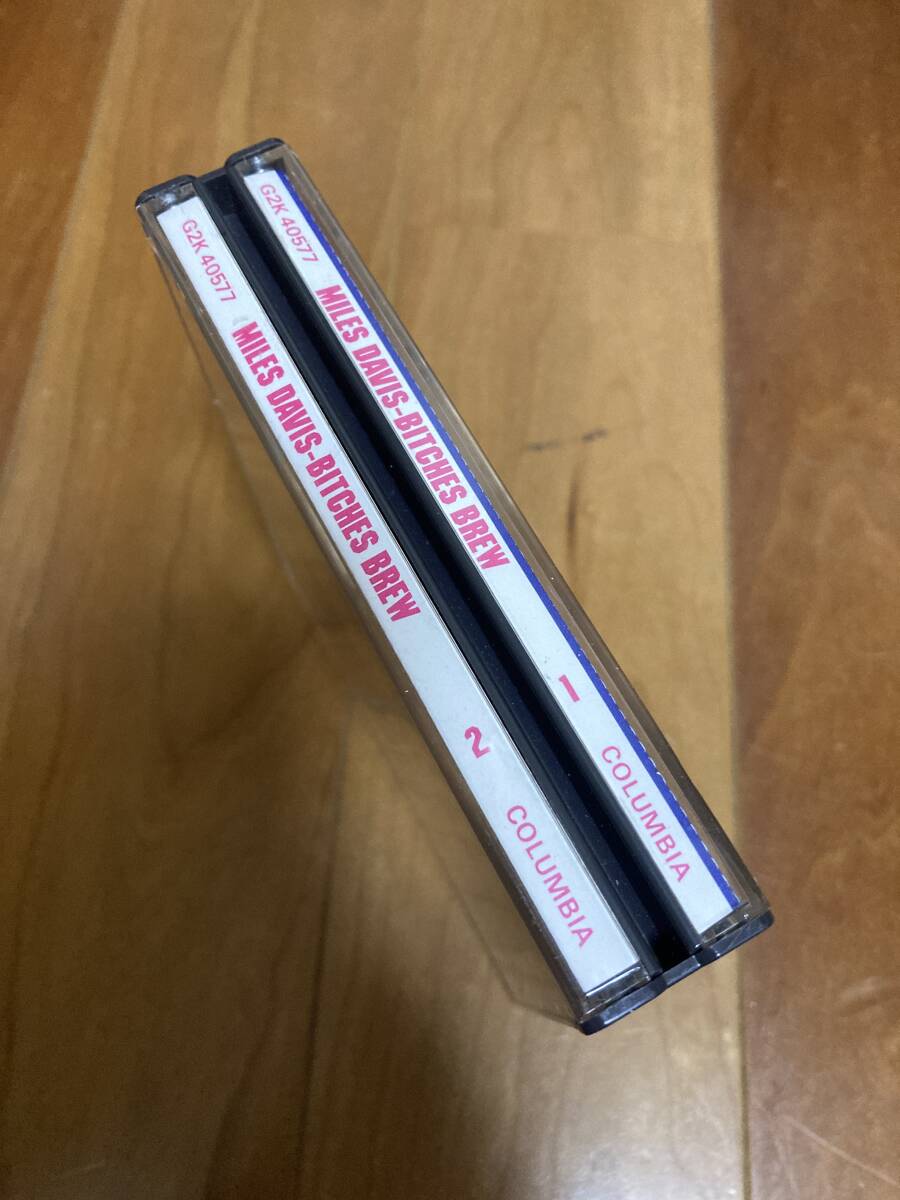 G2K 40577 MILES DAVIS-BITCHES BREW 1 COLUMBIA
G2K 40577 MILES DAVIS-BITCHES BREW 2 COLUMBIA